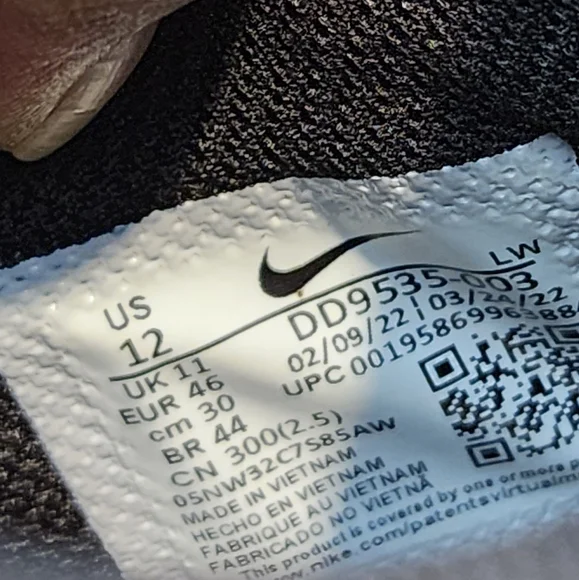 US
12
UK 11
EUR 46
cm 30
BR 44
CN 300(2.5)
05NW32C7S85AW
MADE IN VIETNAM
HECHO EN VIETNAM
FABRIQUE AU VIETNAM
FABRICADO NO VIETNÃ
This product is covered by one or more p
www.nike.com/patentsvirtualm
LW
DD9535-003
02/09/22 | 03/24/22
UPC